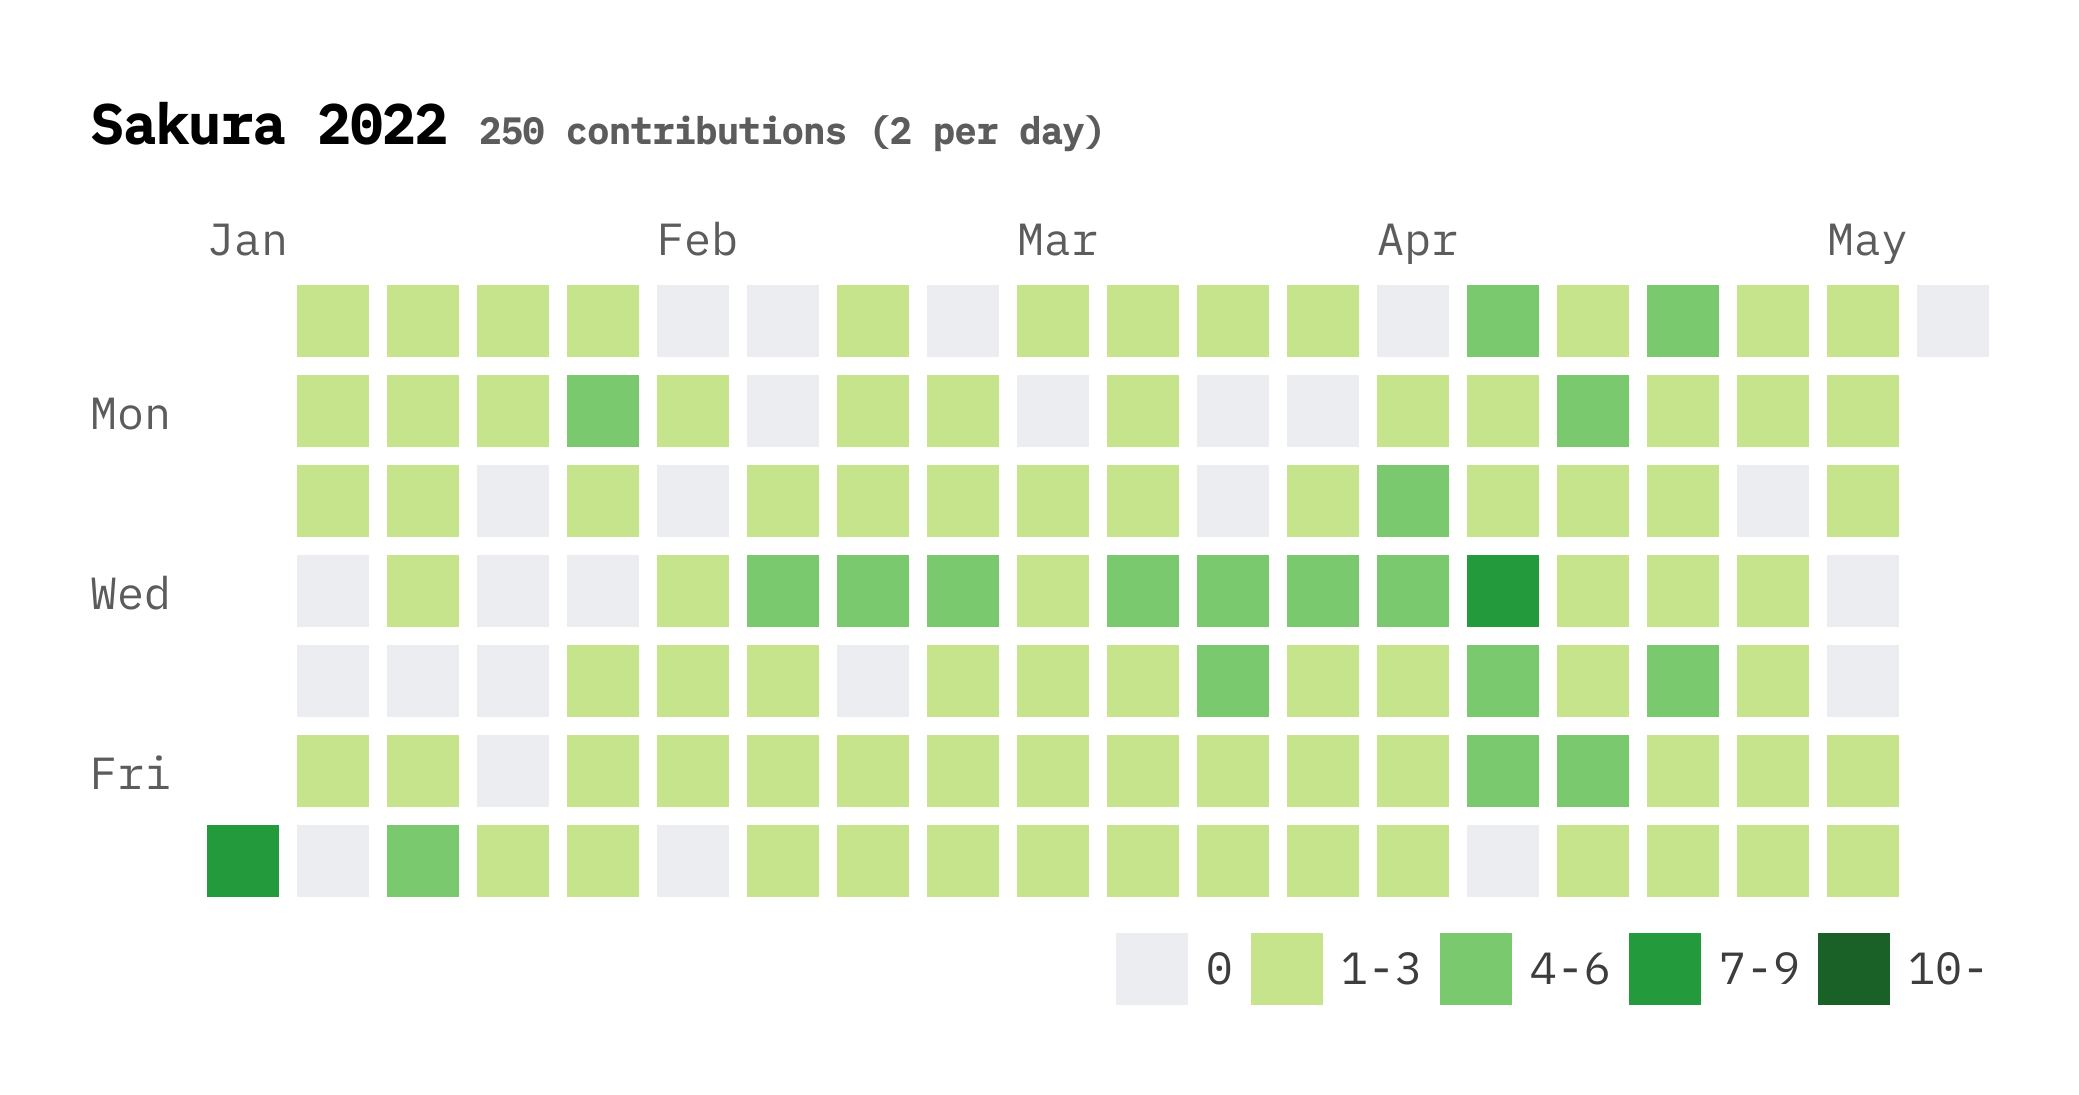 Sakura 2022 250 contributions (2 per day)
Jan Feb Mar Apr May
Mon
Wed
Fri
0 1-3 4-6 7-9 10-